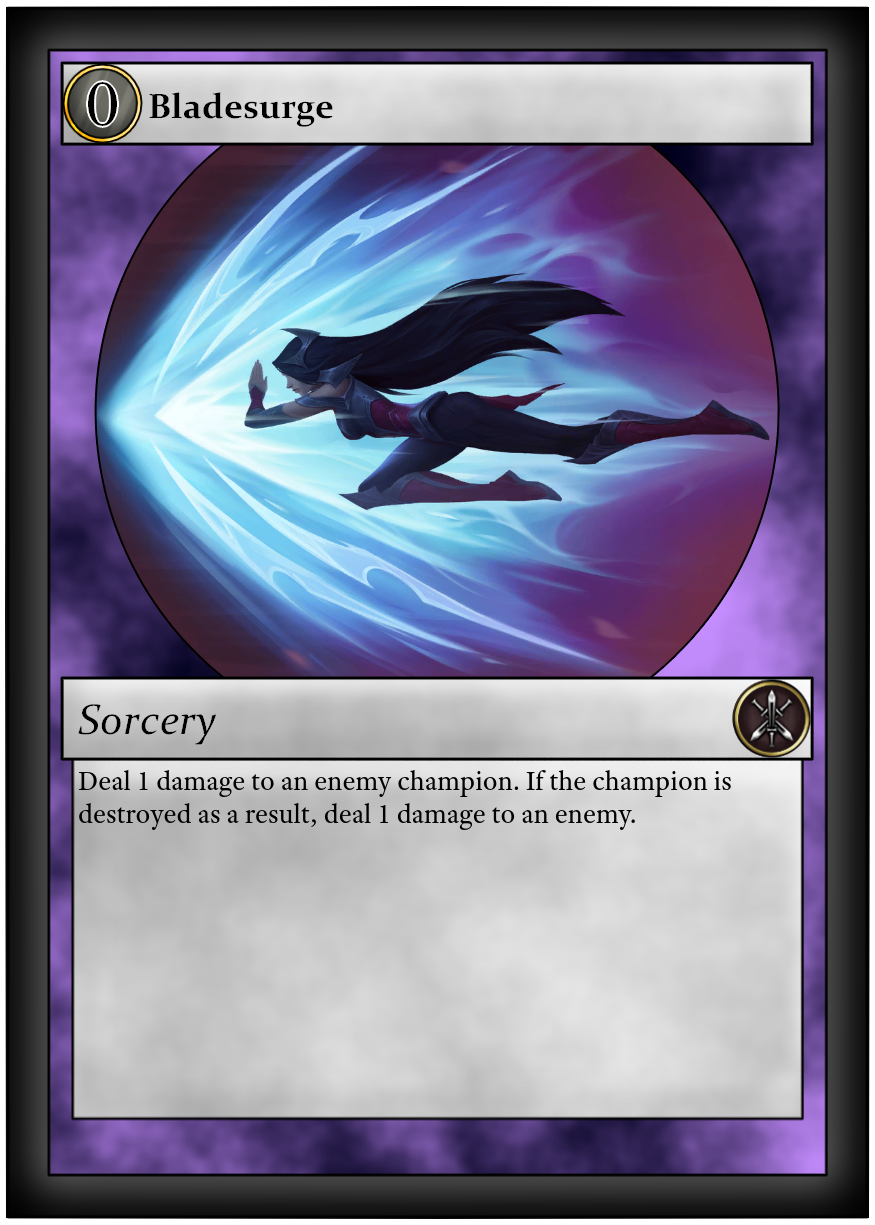 0 Bladesurge
Sorcery
Deal 1 damage to an enemy champion. If the champion is
destroyed as a result, deal 1 damage to an enemy.